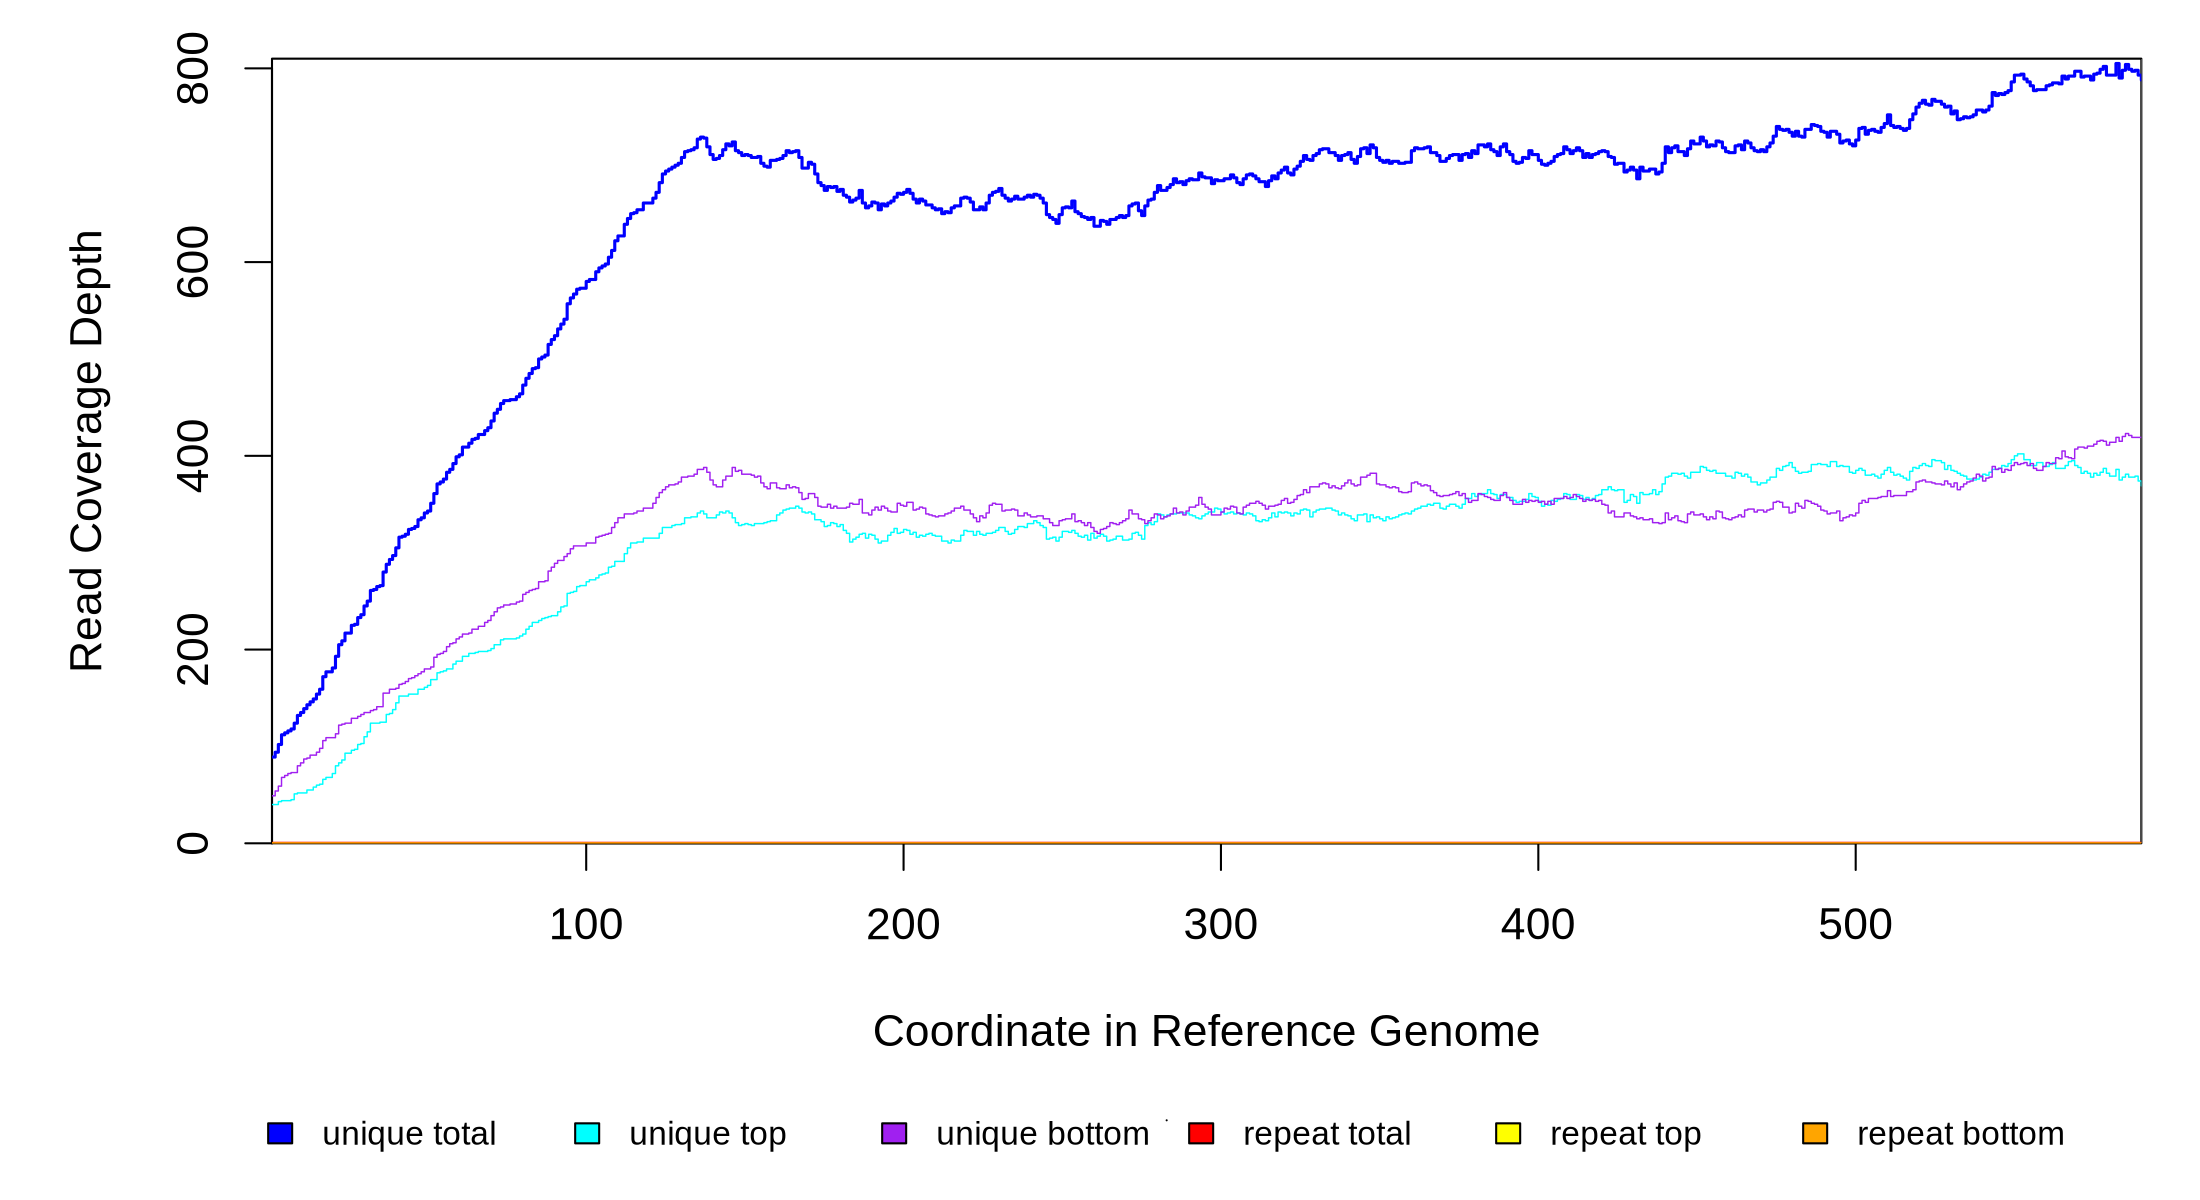 800
600
400
200
0
Read Coverage Depth
100 200 300 400 500
Coordinate in Reference Genome
unique total unique top unique bottom repeat total repeat top repeat bottom